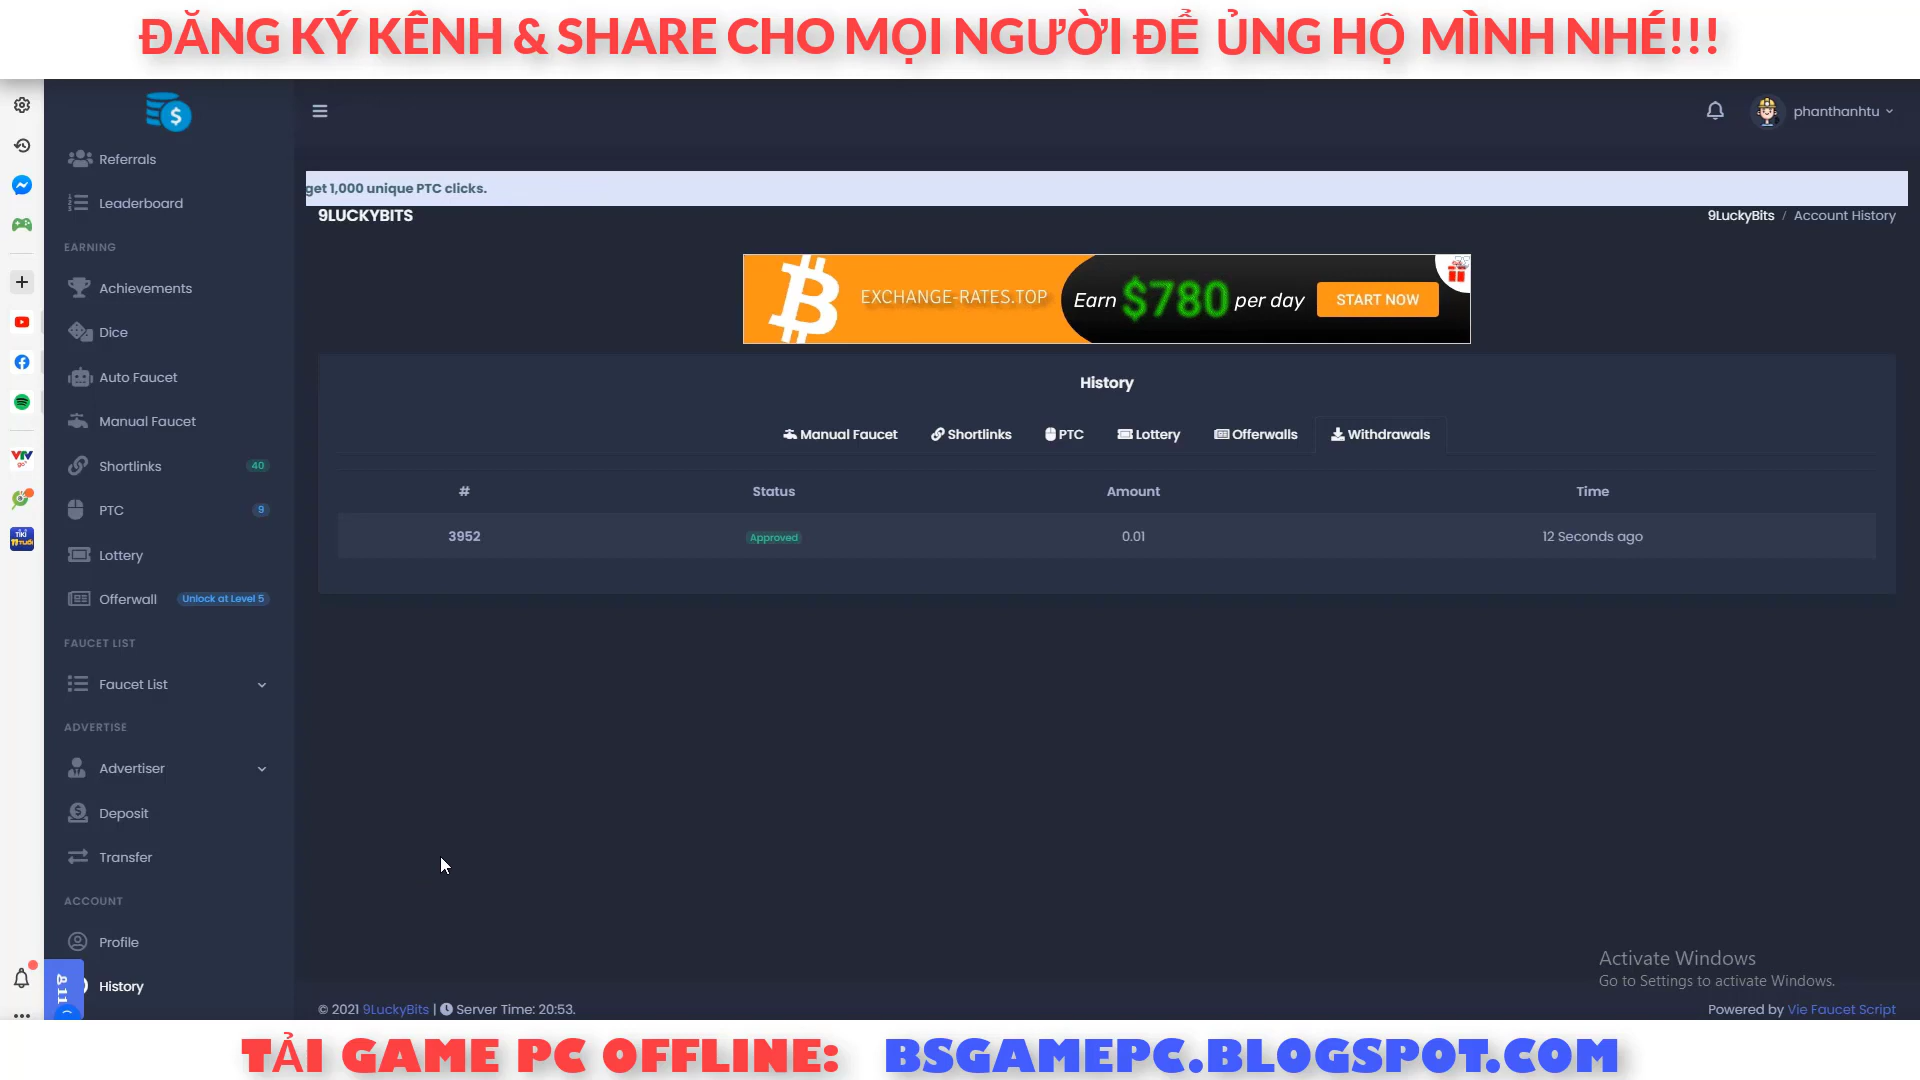 ĐĂNG KÝ KÊNH & SHARE CHO MỌI NGƯỜI ĐỂ ỦNG HỘ MÌNH NHÉ!!!
phanthanhtu
Referrals
Leaderboard
EARNING
Achievements
Dice
Auto Faucet
Manual Faucet
Shortlinks 40
PTC 9
Lottery
Offerwall Unlock at Level 5
FAUCET LIST
Faucet List
ADVERTISE
Advertiser
Deposit
Transfer
ACCOUNT
Profile
History
get 1,000 unique PTC clicks.
9LUCKYBITS
9LuckyBits / Account History
EXCHANGE-RATES.TOP Earn $780 per day START NOW
History
Manual Faucet Shortlinks PTC Lottery Offerwalls Withdrawals
# Status Amount Time
3952 Approved 0.01 12 Seconds ago
Activate Windows
Go to Settings to activate Windows.
© 2021 9LuckyBits | Server Time: 20:53.
Powered by Vie Faucet Script
TẢI GAME PC OFFLINE: BSGAMEPC.BLOGSPOT.COM